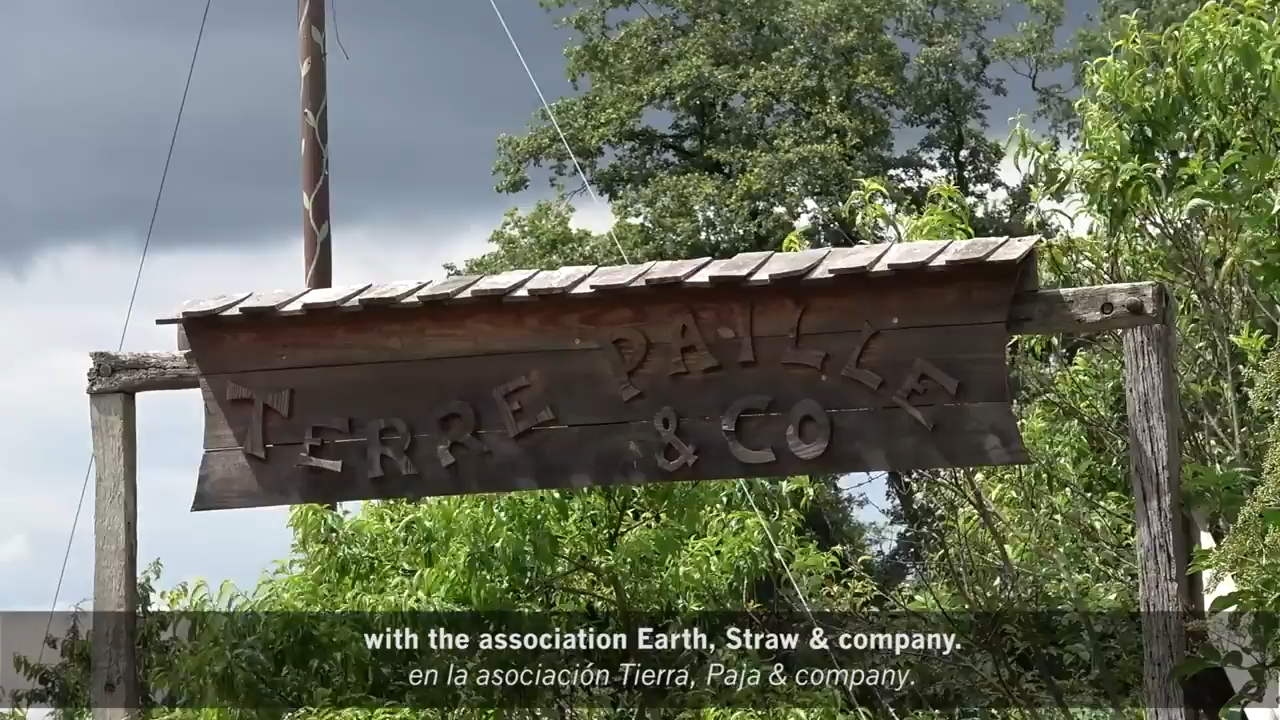 TERRE PAILLE
& CO
with the association Earth, Straw & company.
en la asociación Tierra, Paja & company.